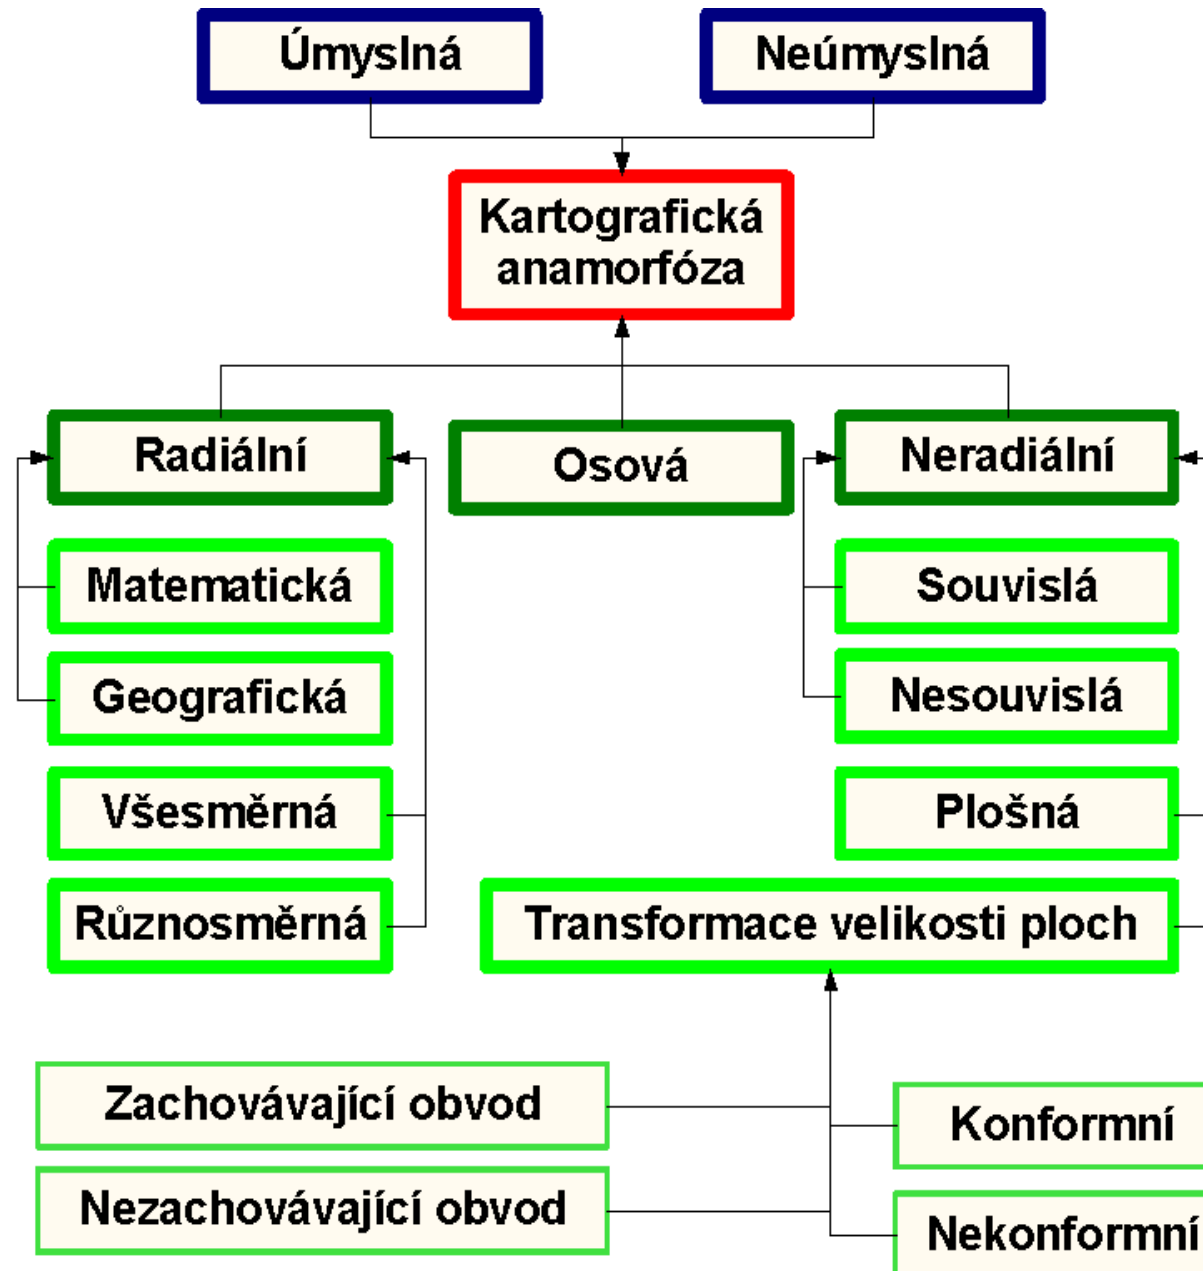 Úmyslná
Neúmyslná
Kartografická
anamorfóza
Radiální
Osová
Neradiální
Matematická
Souvislá
Geografická
Nesouvislá
Všesměrná
Plošná
Různosměrná
Transformace velikosti ploch
Zachovávající obvod
Konformní
Nezachovávající obvod
Nekonformní